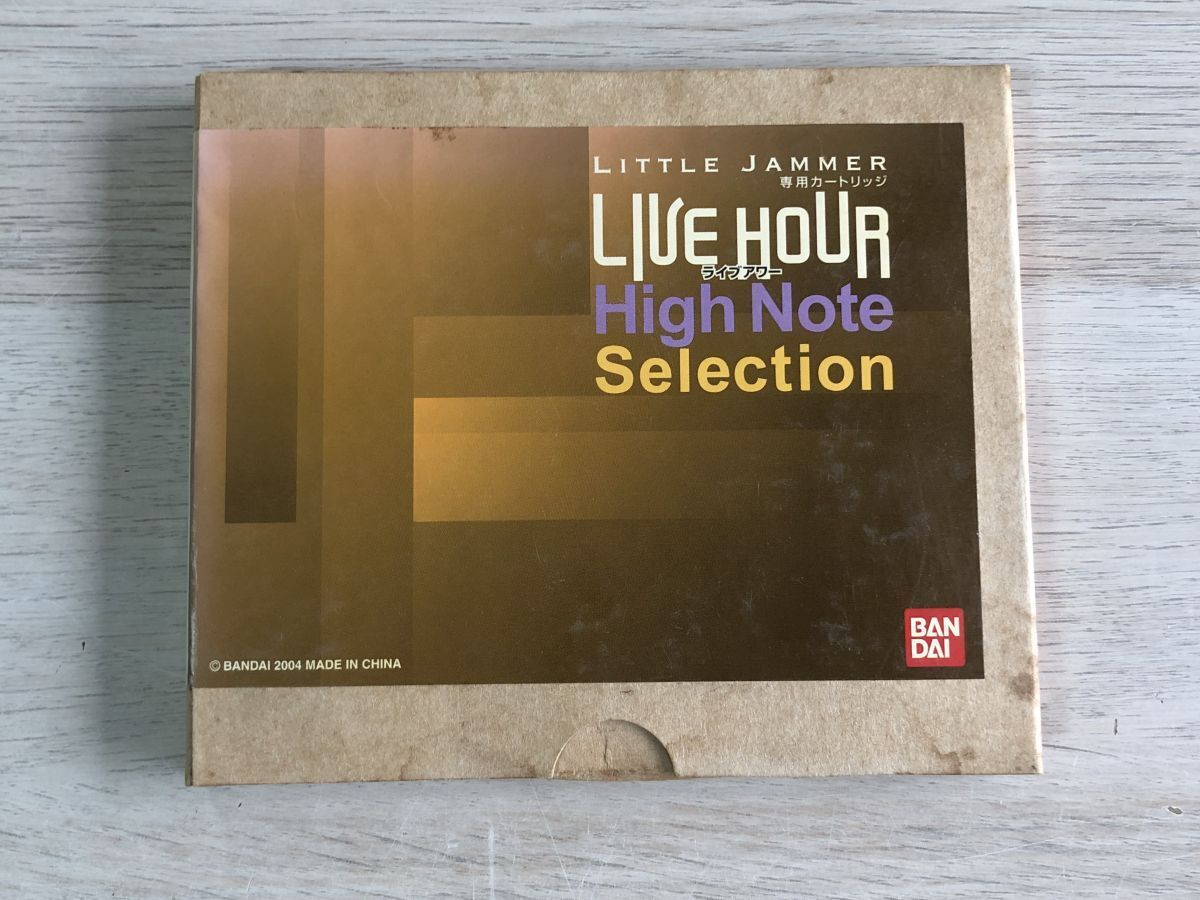 LITTLE JAMMER
専用カートリッジ
LIVE HOUR
ライブアワー
High Note
Selection
BAN
DAI
© BANDAI 2004 MADE IN CHINA